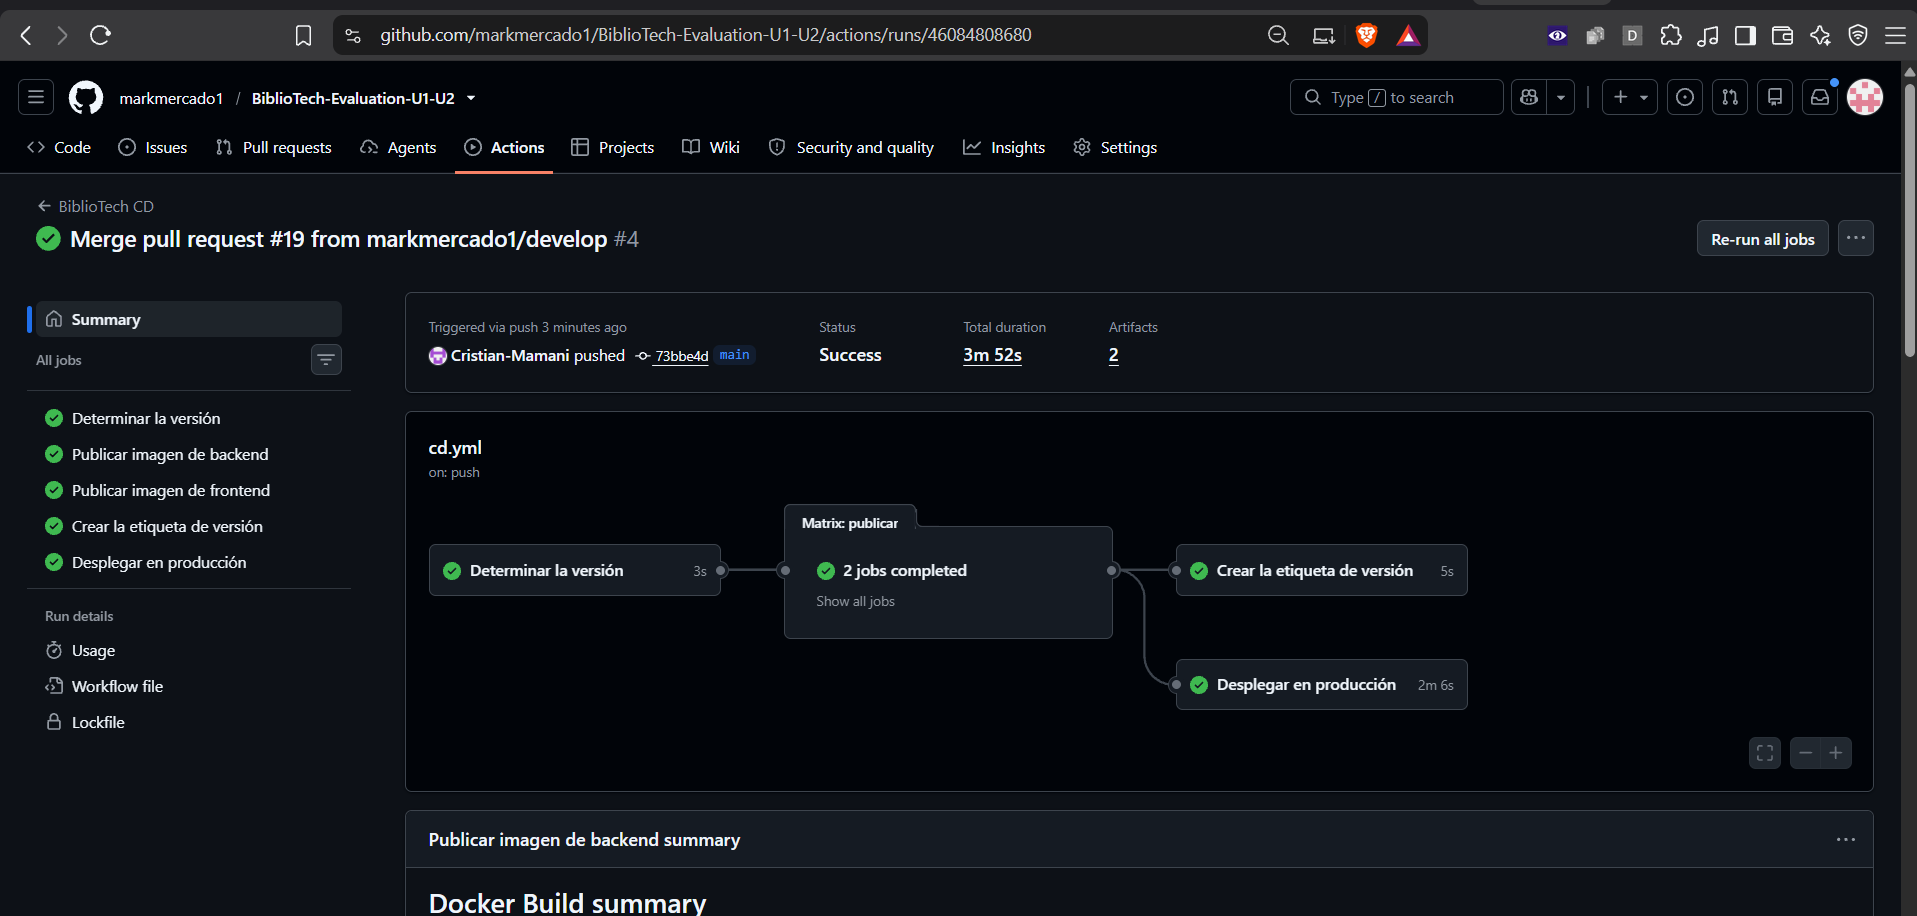 github.com/markmercado1/BiblioTech-Evaluation-U1-U2/actions/runs/46084808680
D
markmercado1 / BiblioTech-Evaluation-U1-U2
Type / to search
Code Issues Pull requests Agents Actions Projects Wiki Security and quality Insights Settings
BiblioTech CD
Merge pull request #19 from markmercado1/develop #4
Re-run all jobs
Summary
All jobs
Determinar la versión
Publicar imagen de backend
Publicar imagen de frontend
Crear la etiqueta de versión
Desplegar en producción
Run details
Usage
Workflow file
Lockfile
Triggered via push 3 minutes ago
Cristian-Mamani pushed 73bbe4d main
Status
Success
Total duration
3m 52s
Artifacts
2
cd.yml
on: push
Determinar la versión 3s
Matrix: publicar
2 jobs completed
Show all jobs
Crear la etiqueta de versión 5s
Desplegar en producción 2m 6s
Publicar imagen de backend summary
Docker Build summary